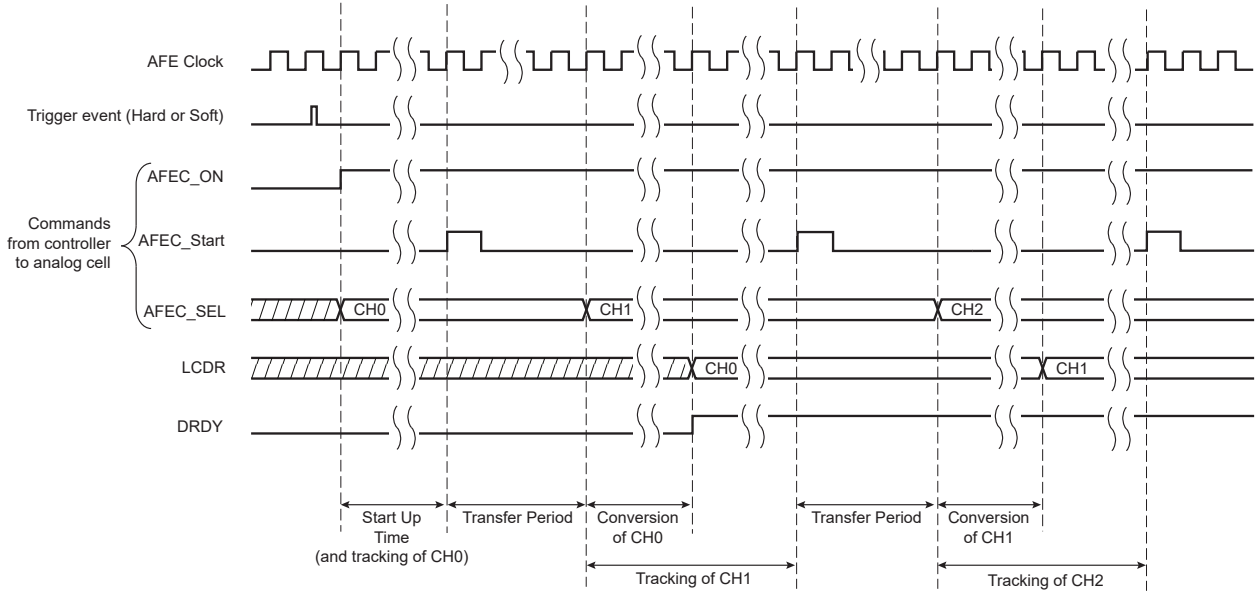 AFE Clock
Trigger event (Hard or Soft)
AFEC_ON
Commands
from controller
to analog cell
AFEC_Start
AFEC_SEL
CH0
CH1
CH2
LCDR
CH0
CH1
DRDY
Start Up
Time
(and tracking of CH0)
Transfer Period
Conversion
of CH0
Transfer Period
Conversion
of CH1
Tracking of CH1
Tracking of CH2